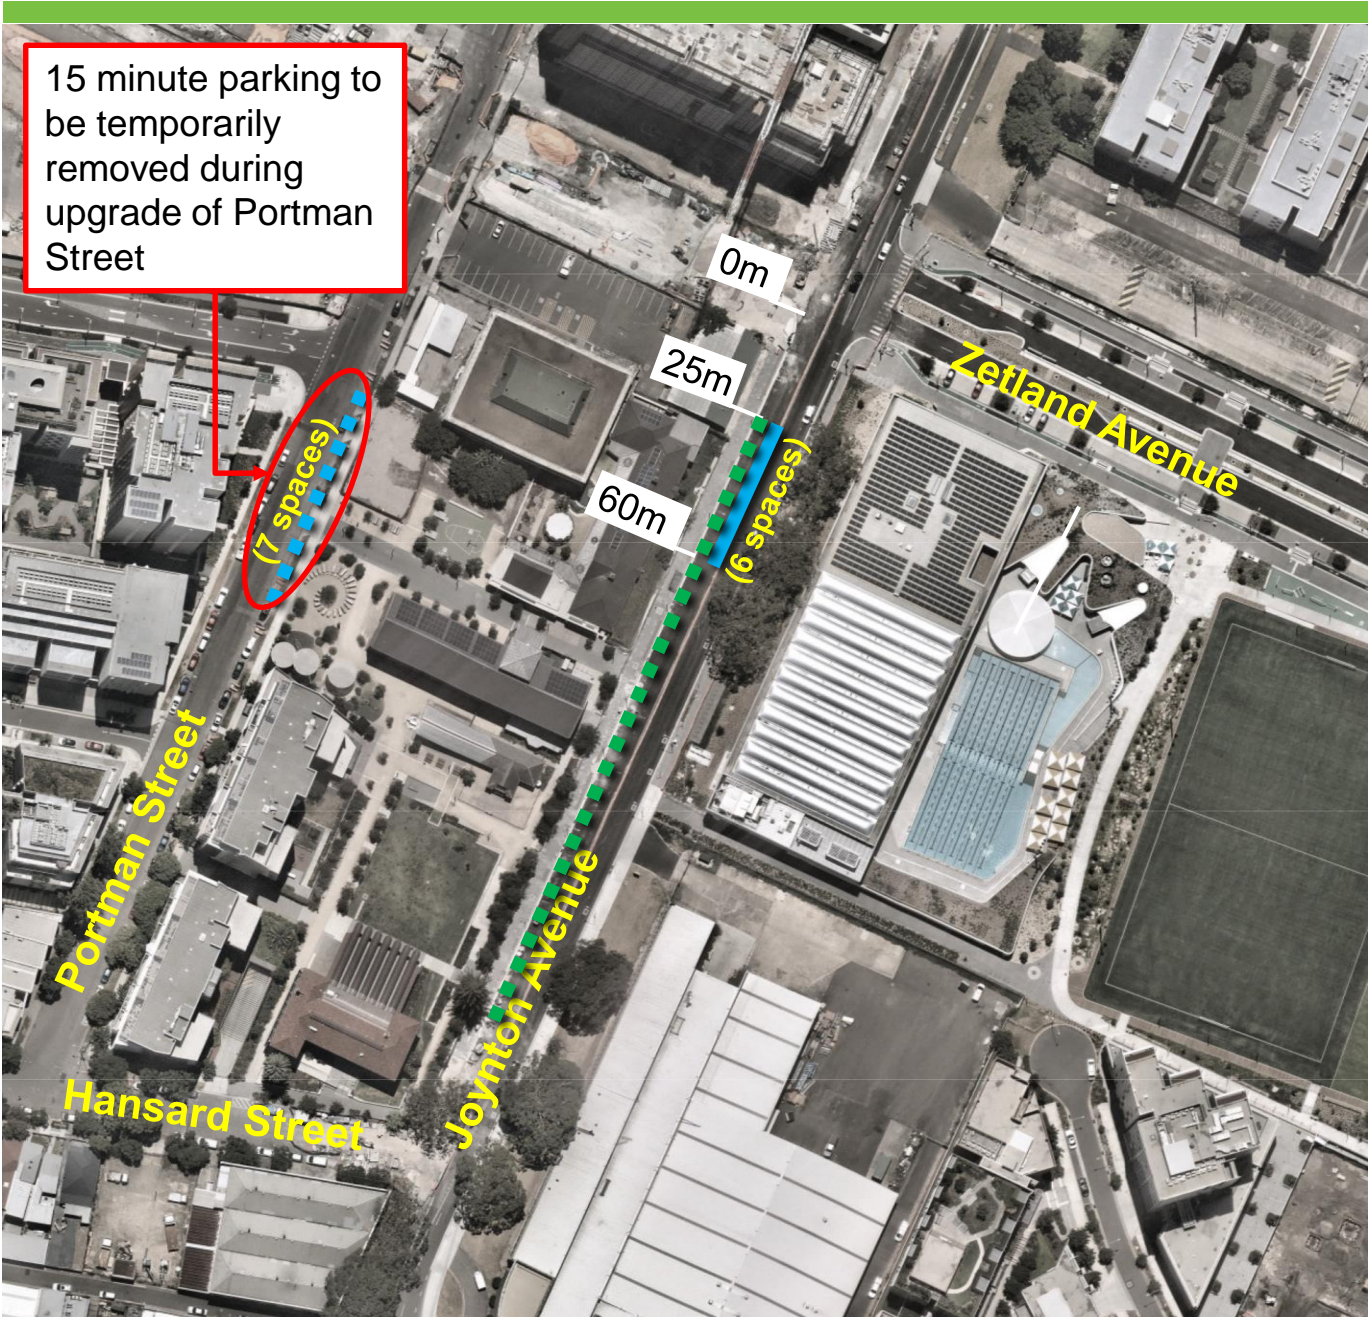 15 minute parking to
be temporarily
removed during
upgrade of Portman
Street
0m
25m
Zetland Avenue
(7 spaces)
60m
(6 spaces)
Portman Street
Joynton Avenue
Hansard Street